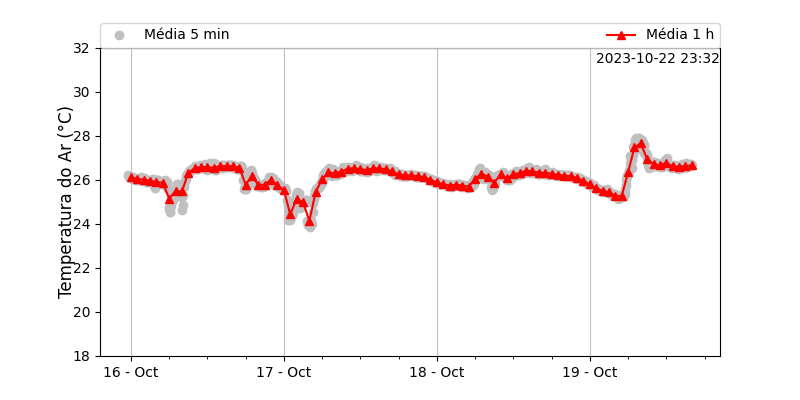 Média 5 min
Média 1 h
2023-10-22 23:32
Temperatura do Ar (°C)
32
30
28
26
24
22
20
18
16 - Oct
17 - Oct
18 - Oct
19 - Oct